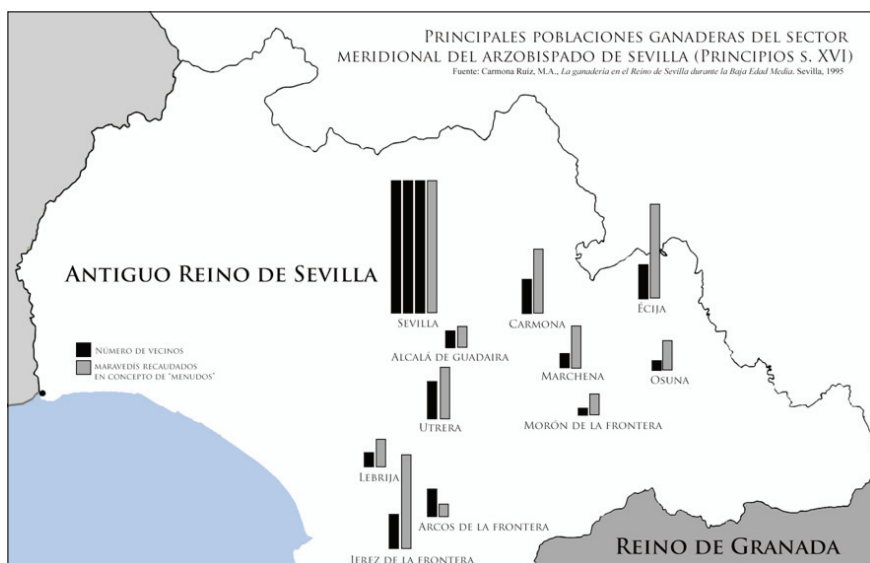 PRINCIPALES POBLACIONES GANADERAS DEL SECTOR
MERIDIONAL DEL ARZOBISPADO DE SEVILLA (PRINCIPIOS S. XVI)
Fuente: Carmona Ruiz, M.A., La ganadería en el Reino de Sevilla durante la Baja Edad Media. Sevilla, 1995
ANTIGUO REINO DE SEVILLA
SEVILLA
CARMONA
ÉCIJA
NÚMERO DE VECINOS
MARAVEDÍS RECAUDADOS
EN CONCEPTO DE "MENUDOS"
ALCALÁ DE GUADAIRA
MARCHENA
OSUNA
UTRERA
MORÓN DE LA FRONTERA
LEBRIJA
ARCOS DE LA FRONTERA
JEREZ DE LA FRONTERA
REINO DE GRANADA